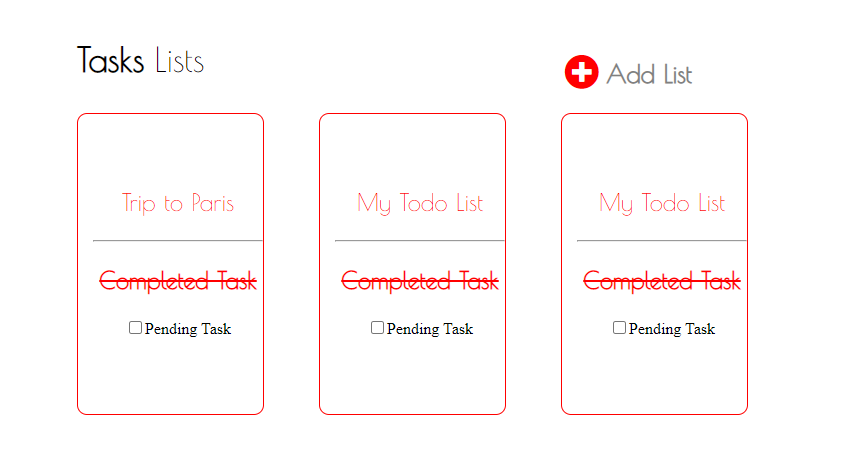 Tasks Lists
Add List
Trip to Paris
Completed Task
Pending Task
My Todo List
Completed Task
Pending Task
My Todo List
Completed Task
Pending Task